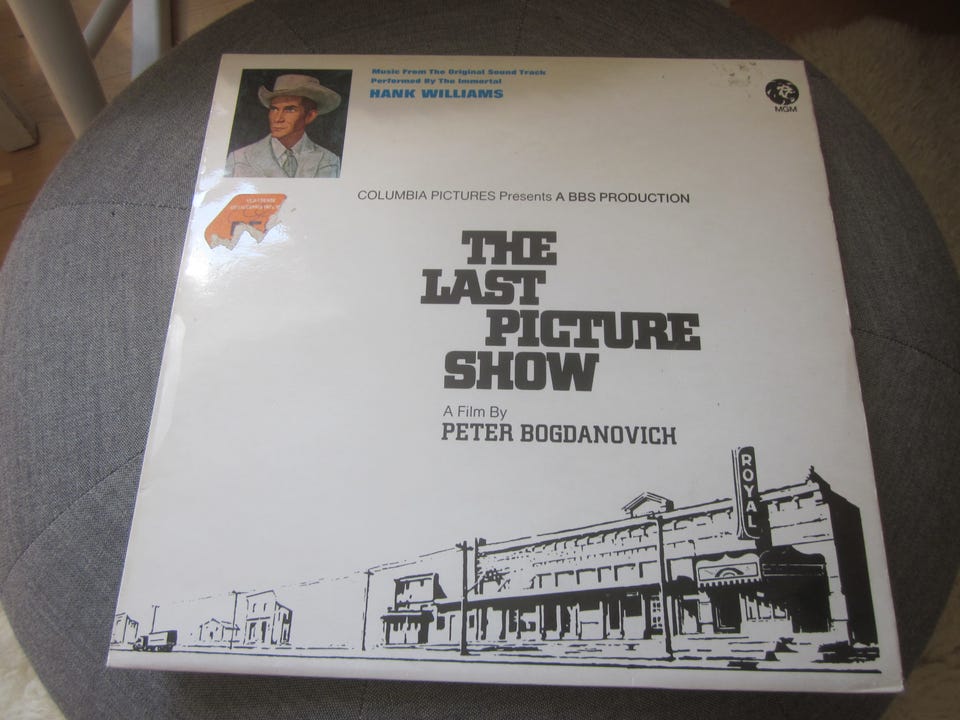 Music From The Original Sound Track
Performed By The Immortal
HANK WILLIAMS
MGM
COLUMBIA PICTURES Presents A BBS PRODUCTION
THE
LAST
PICTURE
SHOW
A Film By
PETER BOGDANOVICH
ROYAL